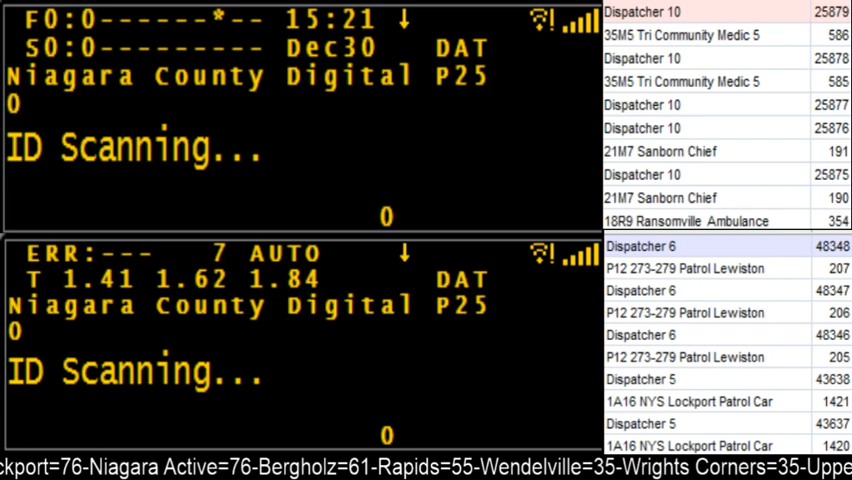 F0:0------*-- 15:21 ↓
S0:0--------- Dec30 DAT
Niagara County Digital P25
0
ID Scanning...
0
Dispatcher 10 25879
35M5 Tri Community Medic 5 586
Dispatcher 10 25878
35M5 Tri Community Medic 5 585
Dispatcher 10 25877
Dispatcher 10 25876
21M7 Sanborn Chief 191
Dispatcher 10 25875
21M7 Sanborn Chief 190
18R9 Ransomville Ambulance 354
ERR:--- 7 AUTO ↓
T 1.41 1.62 1.84 DAT
Niagara County Digital P25
0
ID Scanning...
0
Dispatcher 6 48348
P12 273-279 Patrol Lewiston 207
Dispatcher 6 48347
P12 273-279 Patrol Lewiston 206
Dispatcher 6 48346
P12 273-279 Patrol Lewiston 205
Dispatcher 5 43638
1A16 NYS Lockport Patrol Car 1421
Dispatcher 5 43637
1A16 NYS Lockport Patrol Car 1420
ckport=76-Niagara Active=76-Bergholz=61-Rapids=55-Wendelville=35-Wrights Corners=35-Uppe